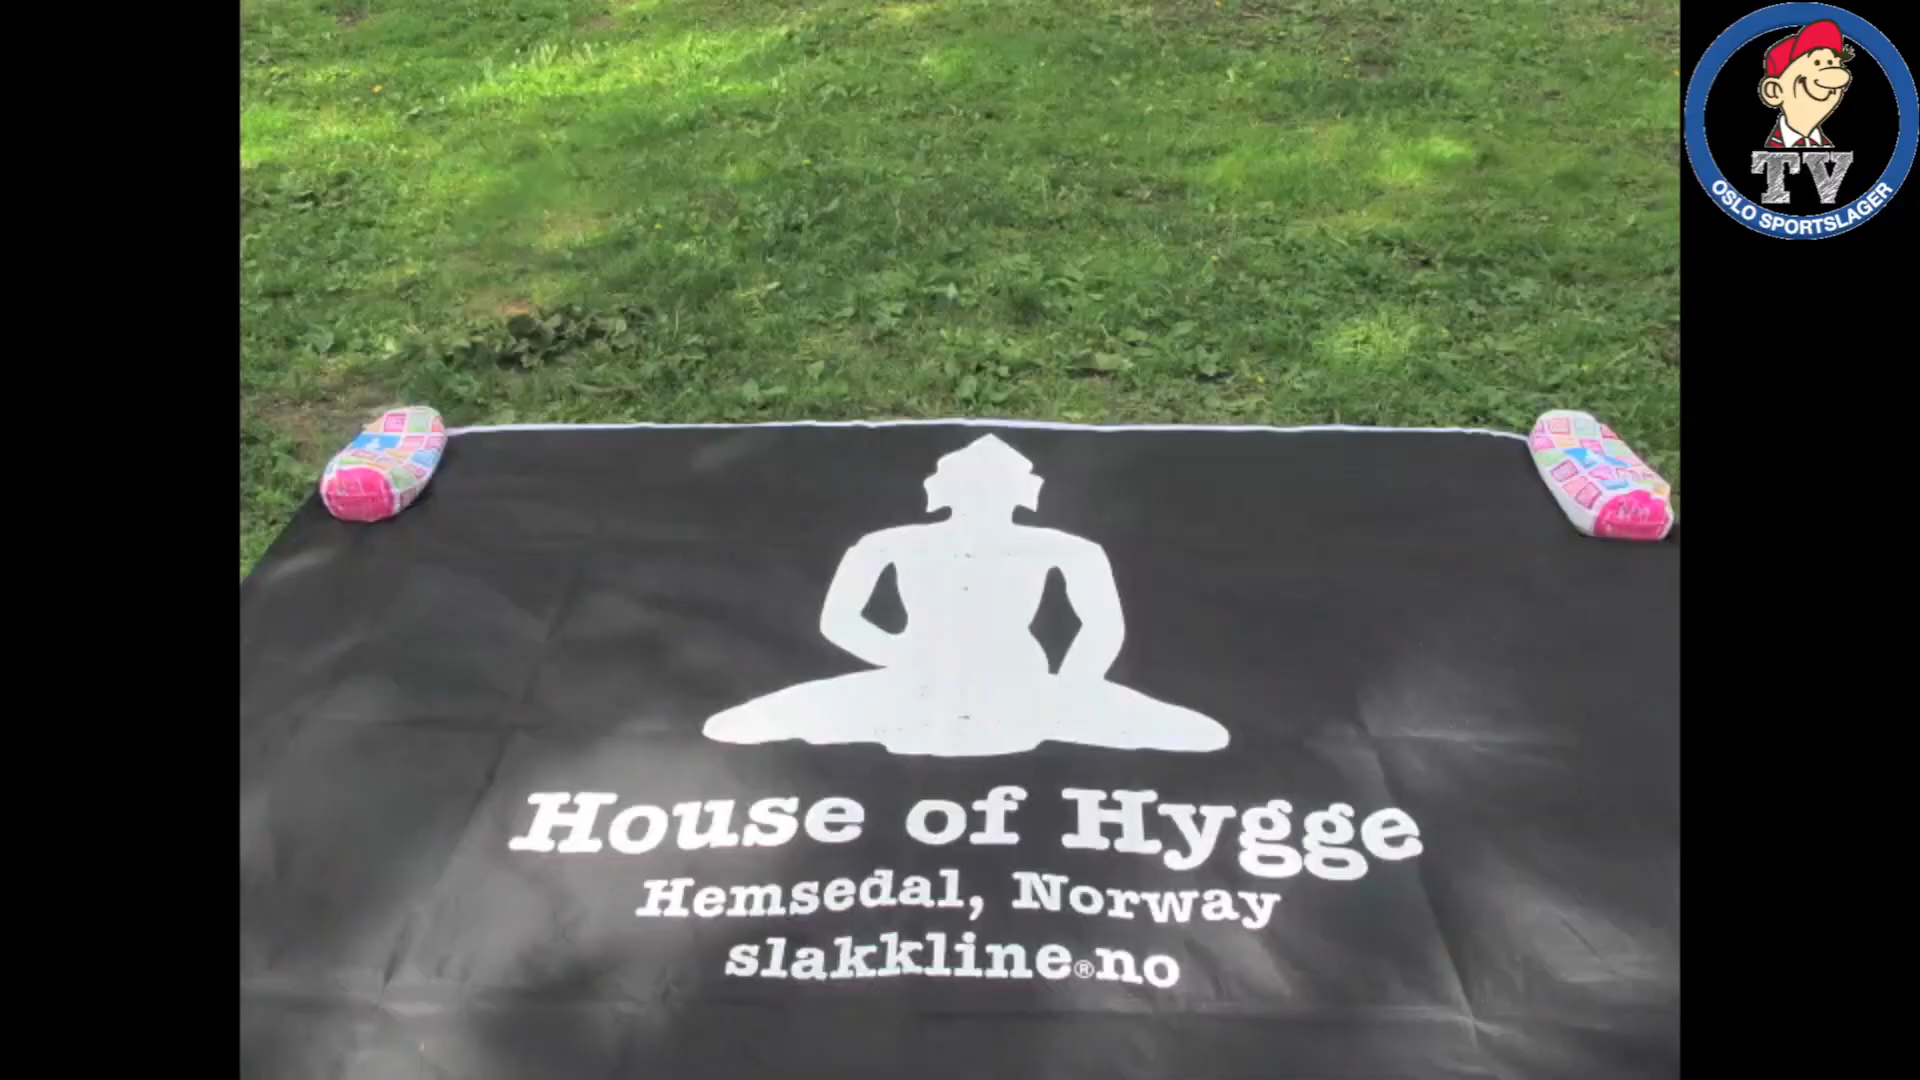 TV
OSLO SPORTSLAGER
House of Hygge
Hemsedal, Norway
slakkline®no